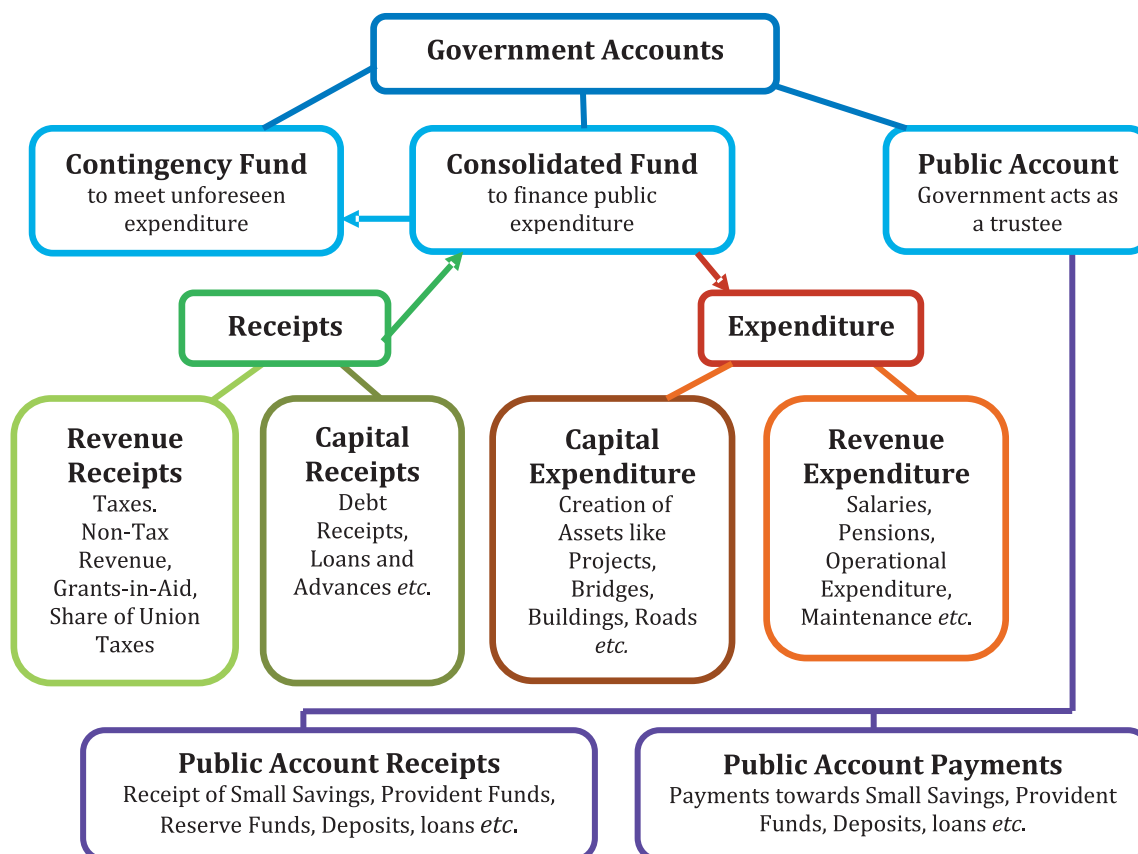 Government Accounts
Contingency Fund
to meet unforeseen
expenditure
Consolidated Fund
to finance public
expenditure
Public Account
Government acts as
a trustee
Receipts
Expenditure
Revenue
Receipts
Taxes.
Non-Tax
Revenue,
Grants-in-Aid,
Share of Union
Taxes
Capital
Receipts
Debt
Receipts,
Loans and
Advances etc.
Capital
Expenditure
Creation of
Assets like
Projects,
Bridges,
Buildings, Roads
etc.
Revenue
Expenditure
Salaries,
Pensions,
Operational
Expenditure,
Maintenance etc.
Public Account Receipts
Receipt of Small Savings, Provident Funds,
Reserve Funds, Deposits, loans etc.
Public Account Payments
Payments towards Small Savings, Provident
Funds, Deposits, loans etc.